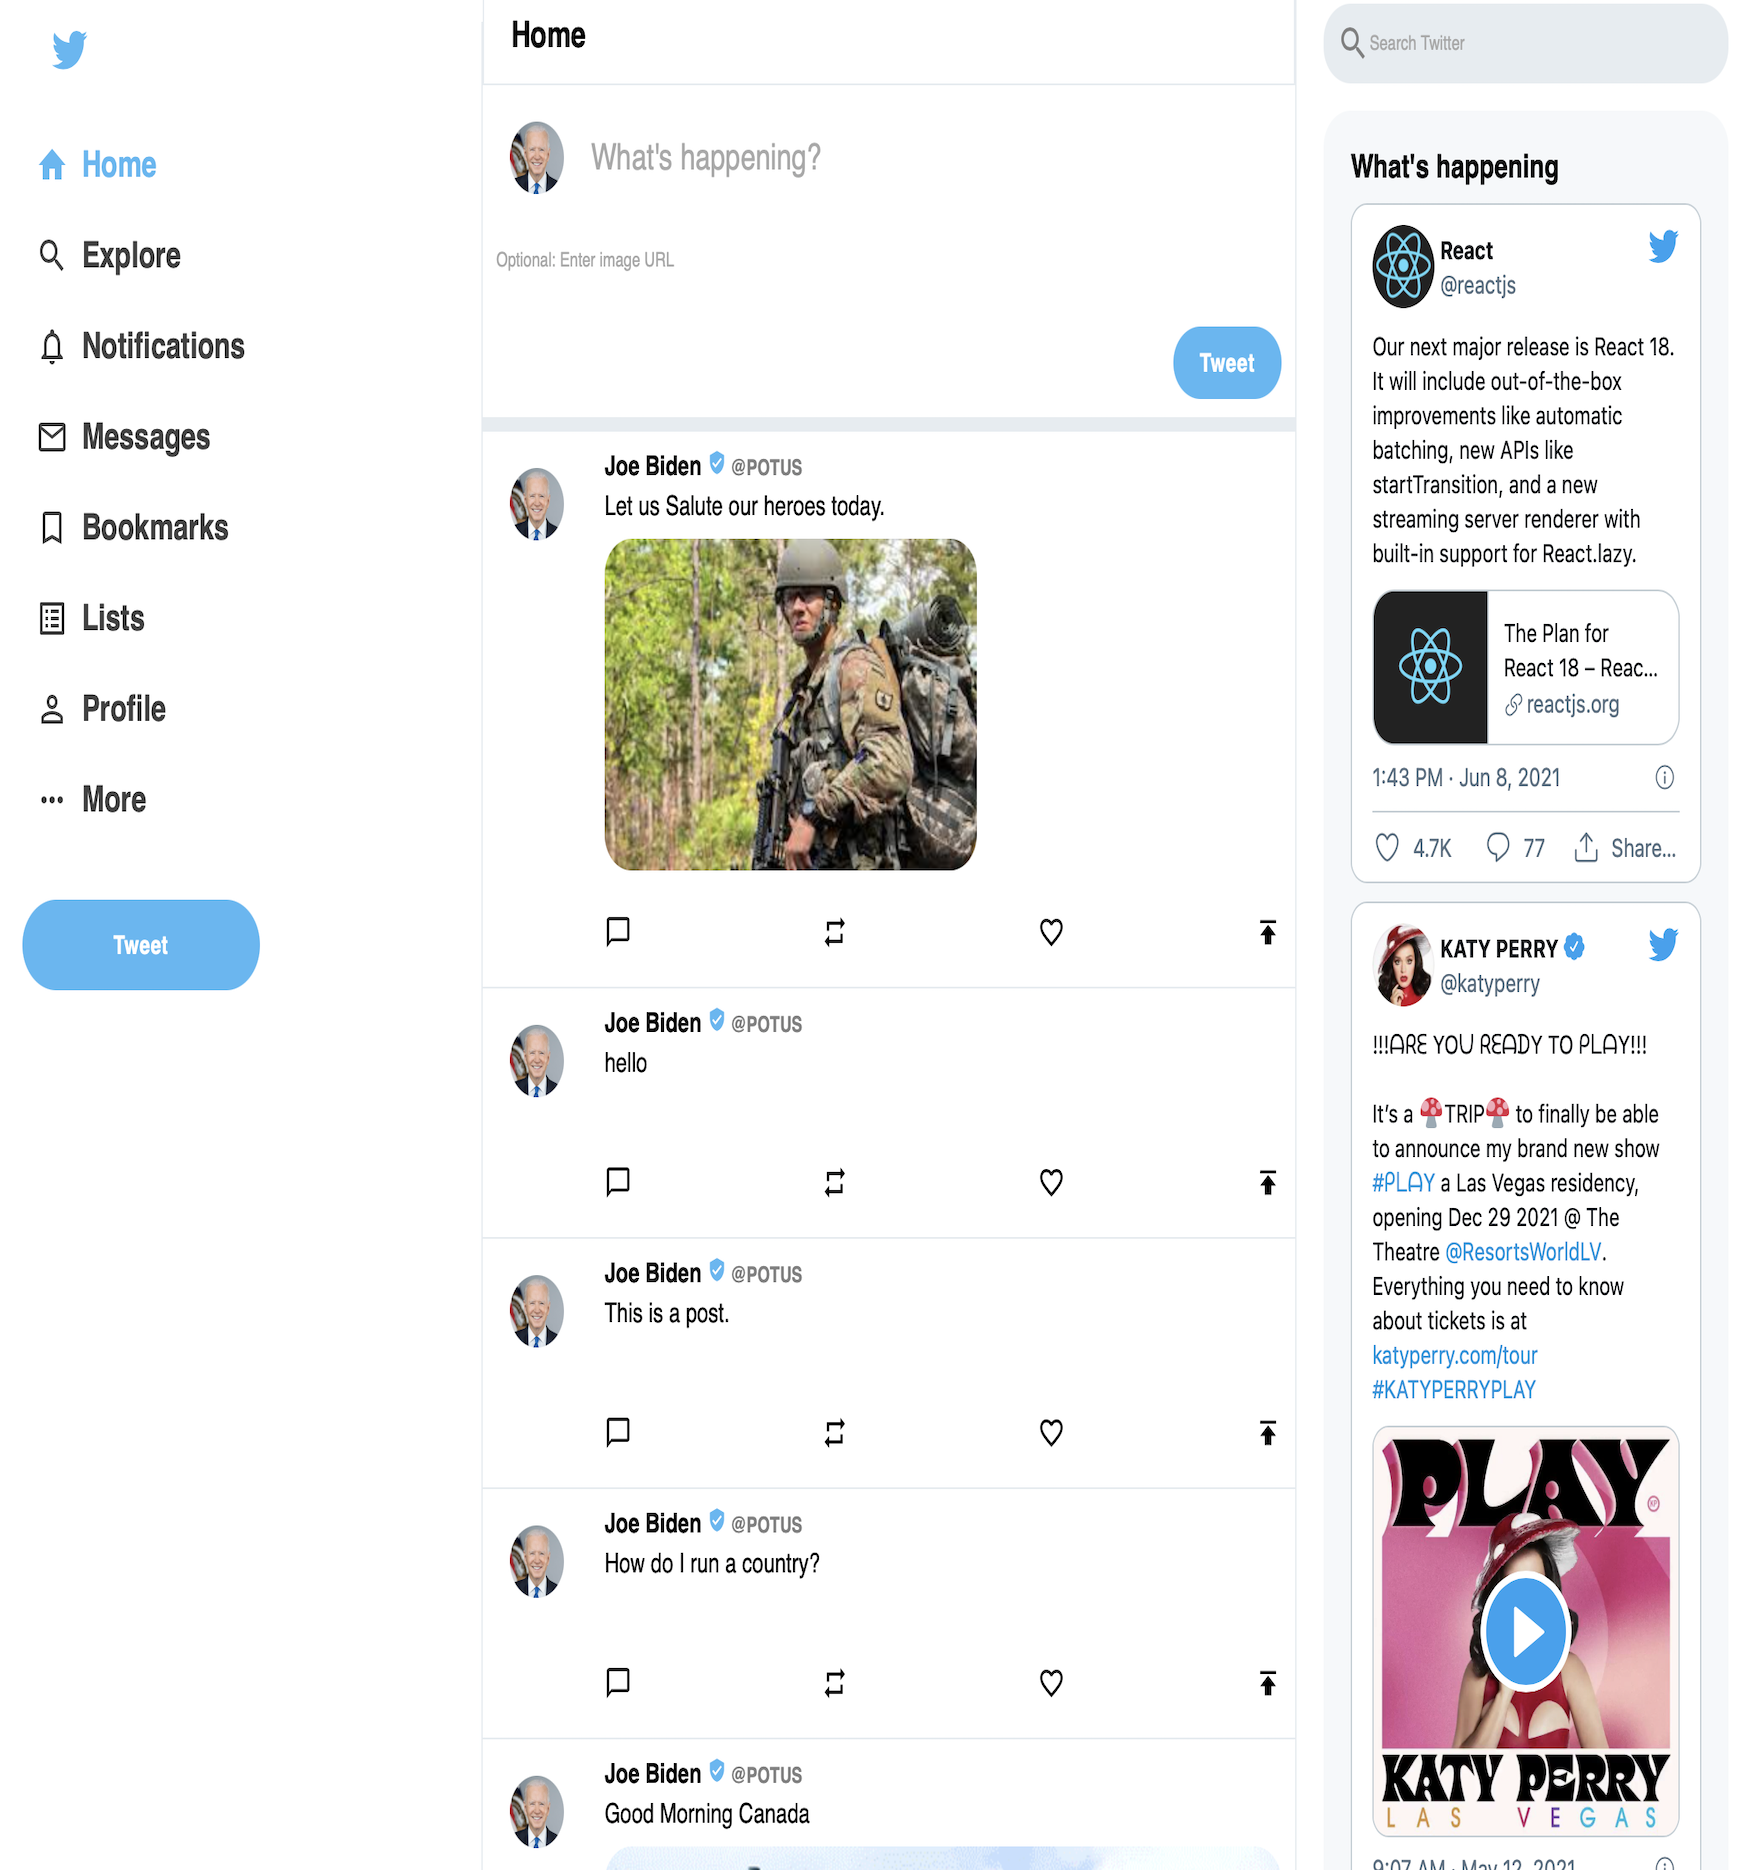 Home
Explore
Notifications
Messages
Bookmarks
Lists
Profile
More
Tweet
Home
What's happening?
Optional: Enter image URL
Tweet
Joe Biden @POTUS
Let us Salute our heroes today.
Joe Biden @POTUS
hello
Joe Biden @POTUS
This is a post.
Joe Biden @POTUS
How do I run a country?
Joe Biden @POTUS
Good Morning Canada
Search Twitter
What's happening
React
@reactjs
Our next major release is React 18.
It will include out-of-the-box
improvements like automatic
batching, new APIs like
startTransition, and a new
streaming server renderer with
built-in support for React.lazy.
The Plan for
React 18 – Reac...
reactjs.org
1:43 PM · Jun 8, 2021
4.7K 77 Share...
KATY PERRY
@katyperry
!!!ARE YOU READY TO PLAY!!!
It's a 🍄TRIP🍄 to finally be able
to announce my brand new show
#PLAY a Las Vegas residency,
opening Dec 29 2021 @ The
Theatre @ResortsWorldLV.
Everything you need to know
about tickets is at
katyperry.com/tour
#KATYPERRYPLAY
PLAY
KATY PERRY
LAS VEGAS
9:07 AM · May 12, 2021